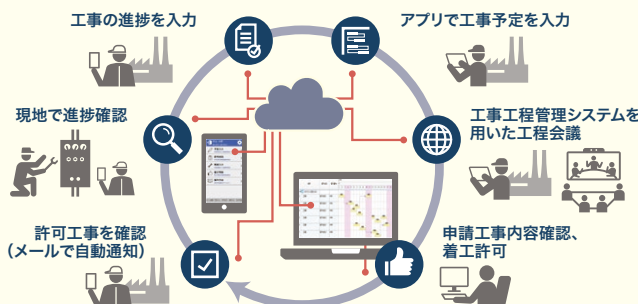 工事の進捗を入力
アプリで工事予定を入力
現地で進捗確認
工事工程管理システムを
用いた工程会議
許可工事を確認
(メールで自動通知)
申請工事内容確認、
着工許可